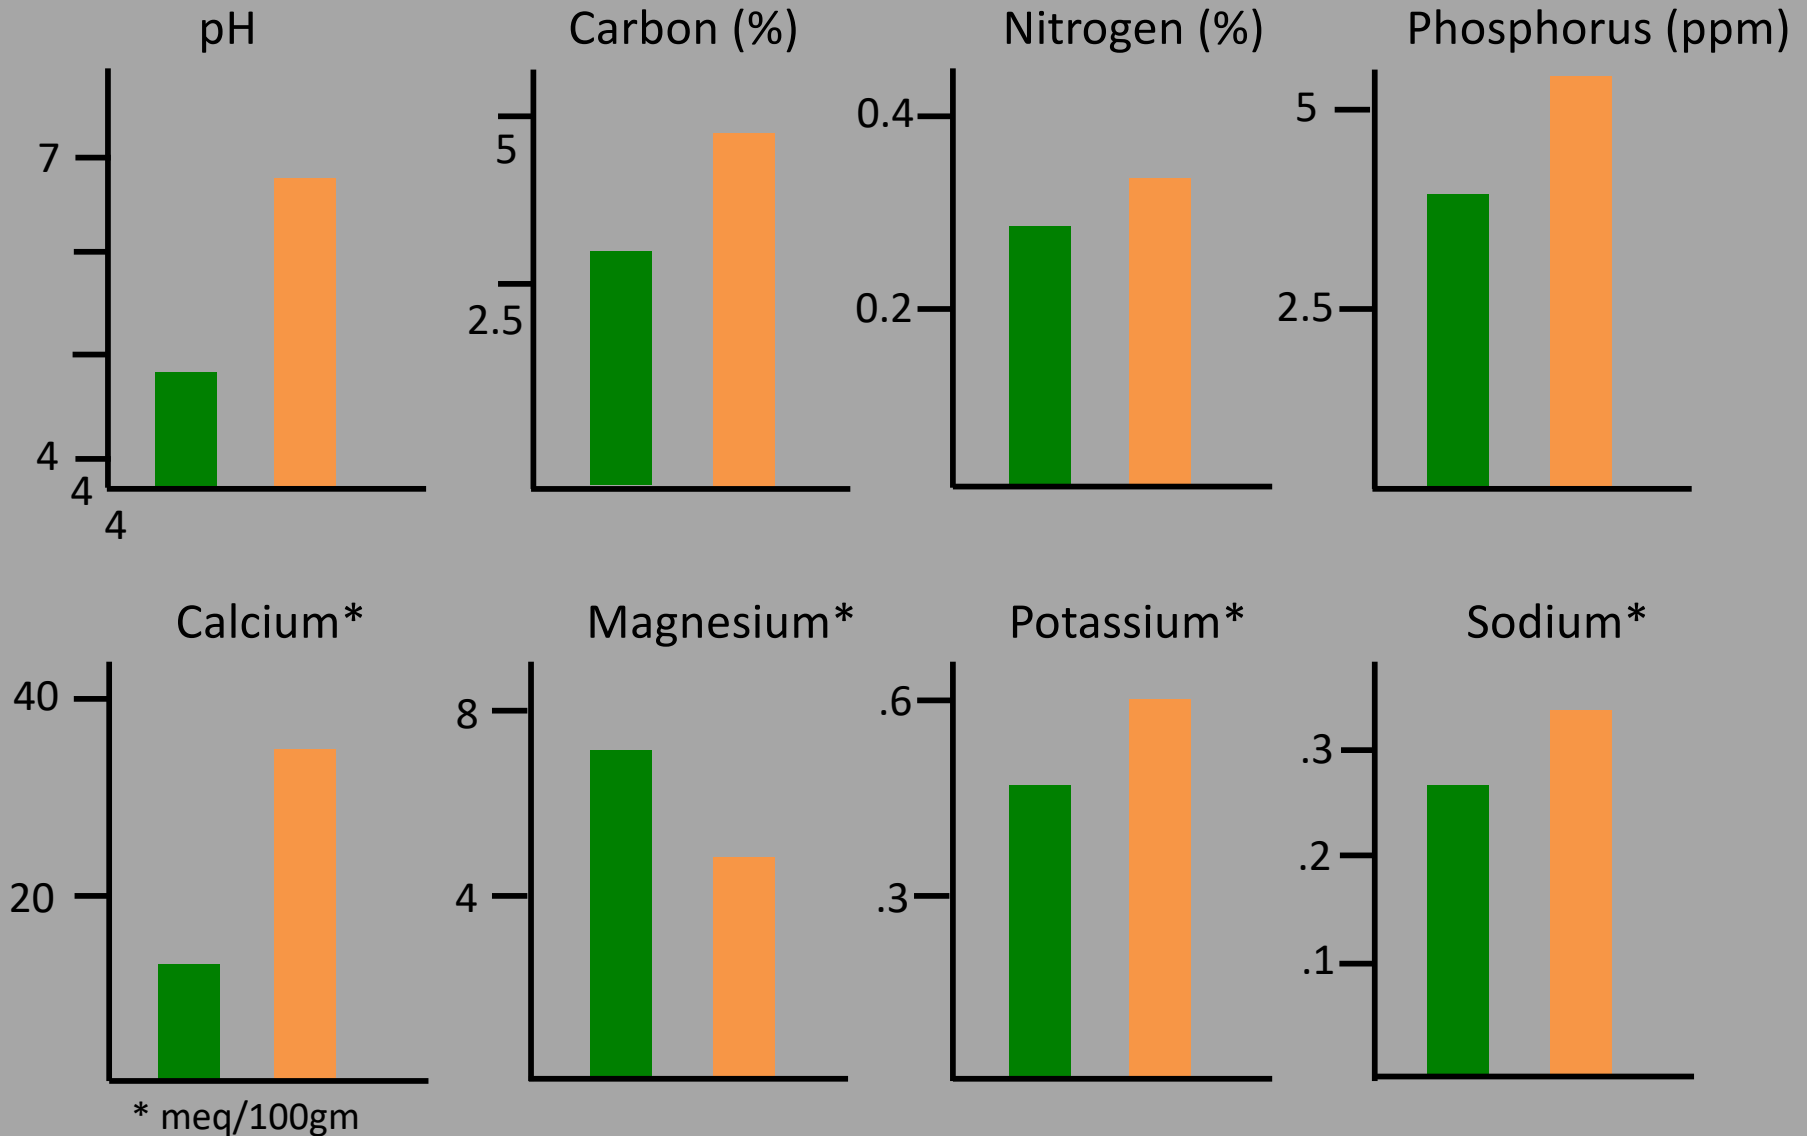 pH
Carbon (%)
Nitrogen (%)
Phosphorus (ppm)
7
4
4
4
5
2.5
0.4
0.2
5
2.5
Calcium*
Magnesium*
Potassium*
Sodium*
40
20
8
4
.6
.3
.3
.2
.1
* meq/100gm